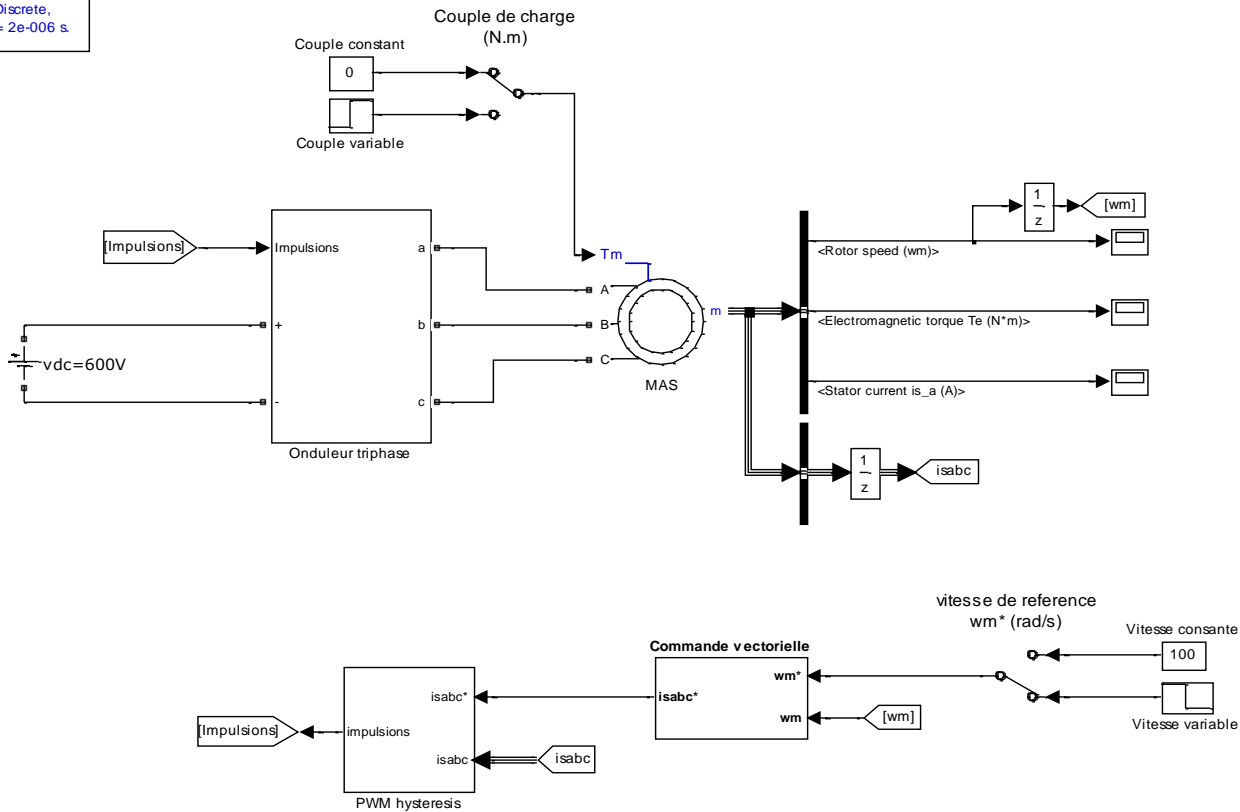 Discrete,
= 2e-006 s.
Couple de charge
(N.m)
Couple constant
0
Couple variable
1
z
[wm]
<Rotor speed (wm)>
[Impulsions]
Impulsions
a
Tm
A
+
b
B
m
<Electromagnetic torque Te (N*m)>
vdc=600V
C
MAS
<Stator current is_a (A)>
-
c
Onduleur triphase
1
z
isabc
vitesse de reference
wm* (rad/s)
Vitesse consante
100
Commande vectorielle
wm*
isabc*
isabc*
wm
[wm]
Vitesse variable
[Impulsions]
impulsions
isabc
isabc
PWM hysteresis